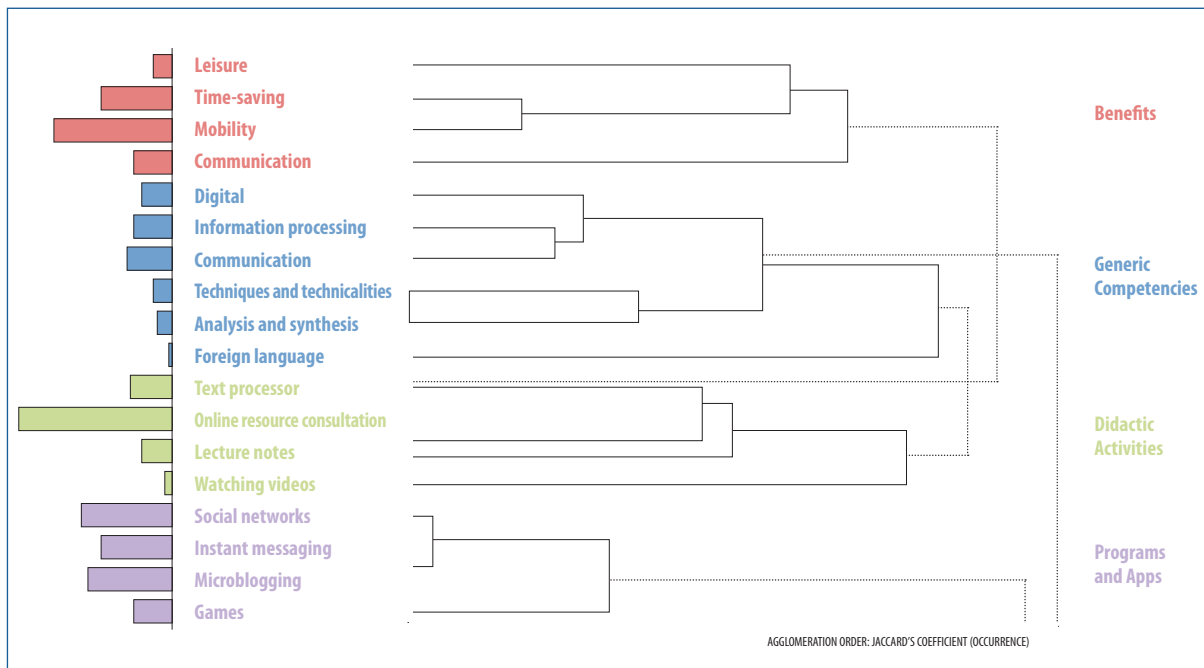 Leisure
Time-saving
Mobility
Communication
Benefits
Digital
Information processing
Communication
Techniques and technicalities
Analysis and synthesis
Foreign language
Generic
Competencies
Text processor
Online resource consultation
Lecture notes
Watching videos
Didactic
Activities
Social networks
Instant messaging
Microblogging
Games
Programs
and Apps
AGGLOMERATION ORDER: JACCARD'S COEFFICIENT (OCCURRENCE)